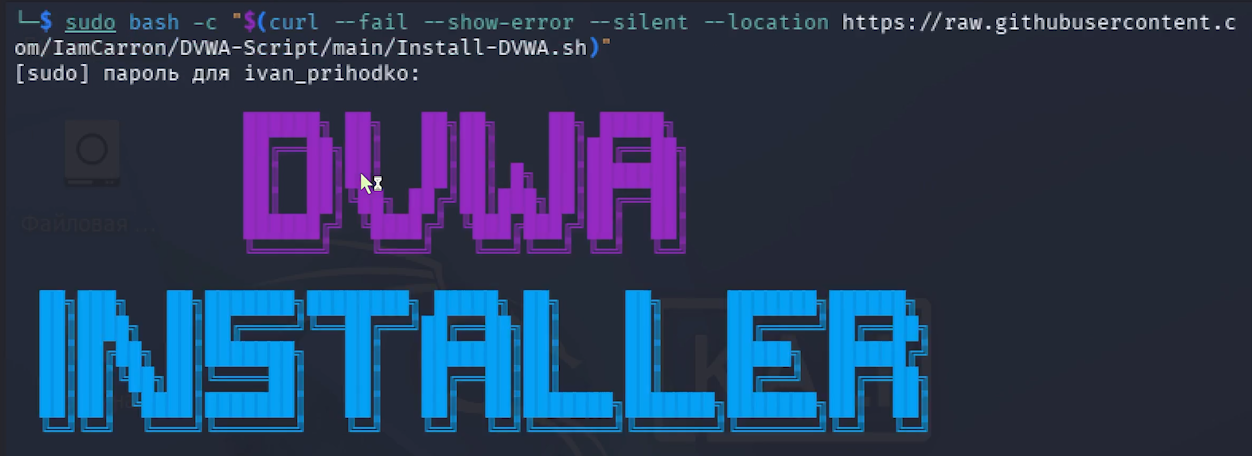 └─$ sudo bash -c "$(curl --fail --show-error --silent --location https://raw.githubusercontent.c
om/IamCarron/DVWA-Script/main/Install-DVWA.sh)"
[sudo] пароль для ivan_prihodko:
DVWA
Файловая ...
INSTALLER